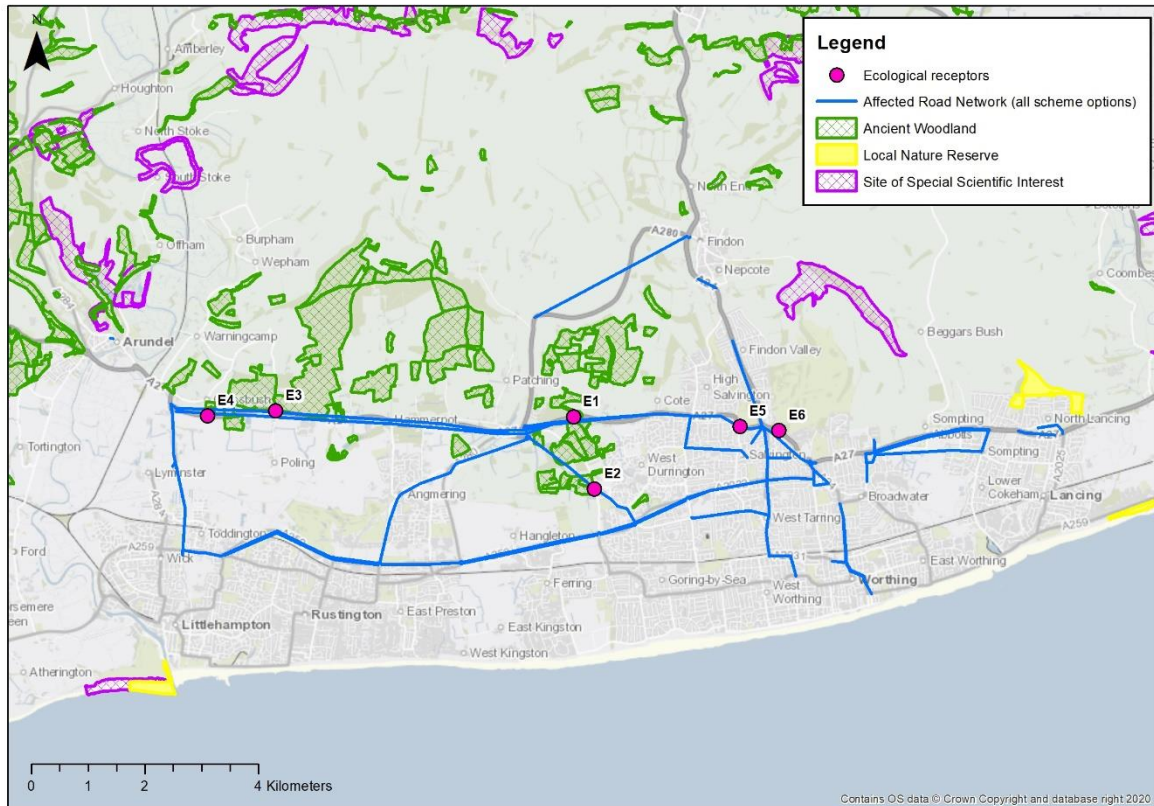 N
Amberley
Houghton
North Stoke
South Stoke
Offham
Burpham
Wepham
Warningcamp
A284
Arundel
Tortington
Lyminster
Poling
Hammerpot
Patching
Angmering
Toddington
A259
Wick
Ford
Littlehampton
Rustington
East Preston
West Kingston
East Kingston
Ferring
Hangleton
Goring-by-Sea
Atherington
North End
A280
Findon
Nepcote
A24
Findon Valley
High Salvington
Cote
A27
West Durrington
Salvington
A27
Broadwater
West Tarring
A2031
West Worthing
Worthing
East Worthing
Beggars Bush
Coombes
Sompting
Sompting Abbotts
North Lancing
A27
A2025
Lower Cokeham
Lancing
A259
E1
E2
E3
E4
E5
E6
Legend
Ecological receptors
Affected Road Network (all scheme options)
Ancient Woodland
Local Nature Reserve
Site of Special Scientific Interest
0 1 2 4 Kilometers
Contains OS data © Crown Copyright and database right 2020